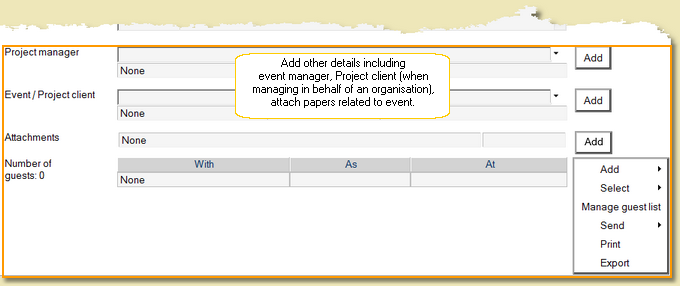 Project manager
Add
None
Add other details including
event manager, Project client (when
managing in behalf of an organisation),
attach papers related to event.
Event / Project client
Add
None
Attachments
None
Add
Number of
guests: 0
With As At
None
Add
Select
Manage guest list
Send
Print
Export